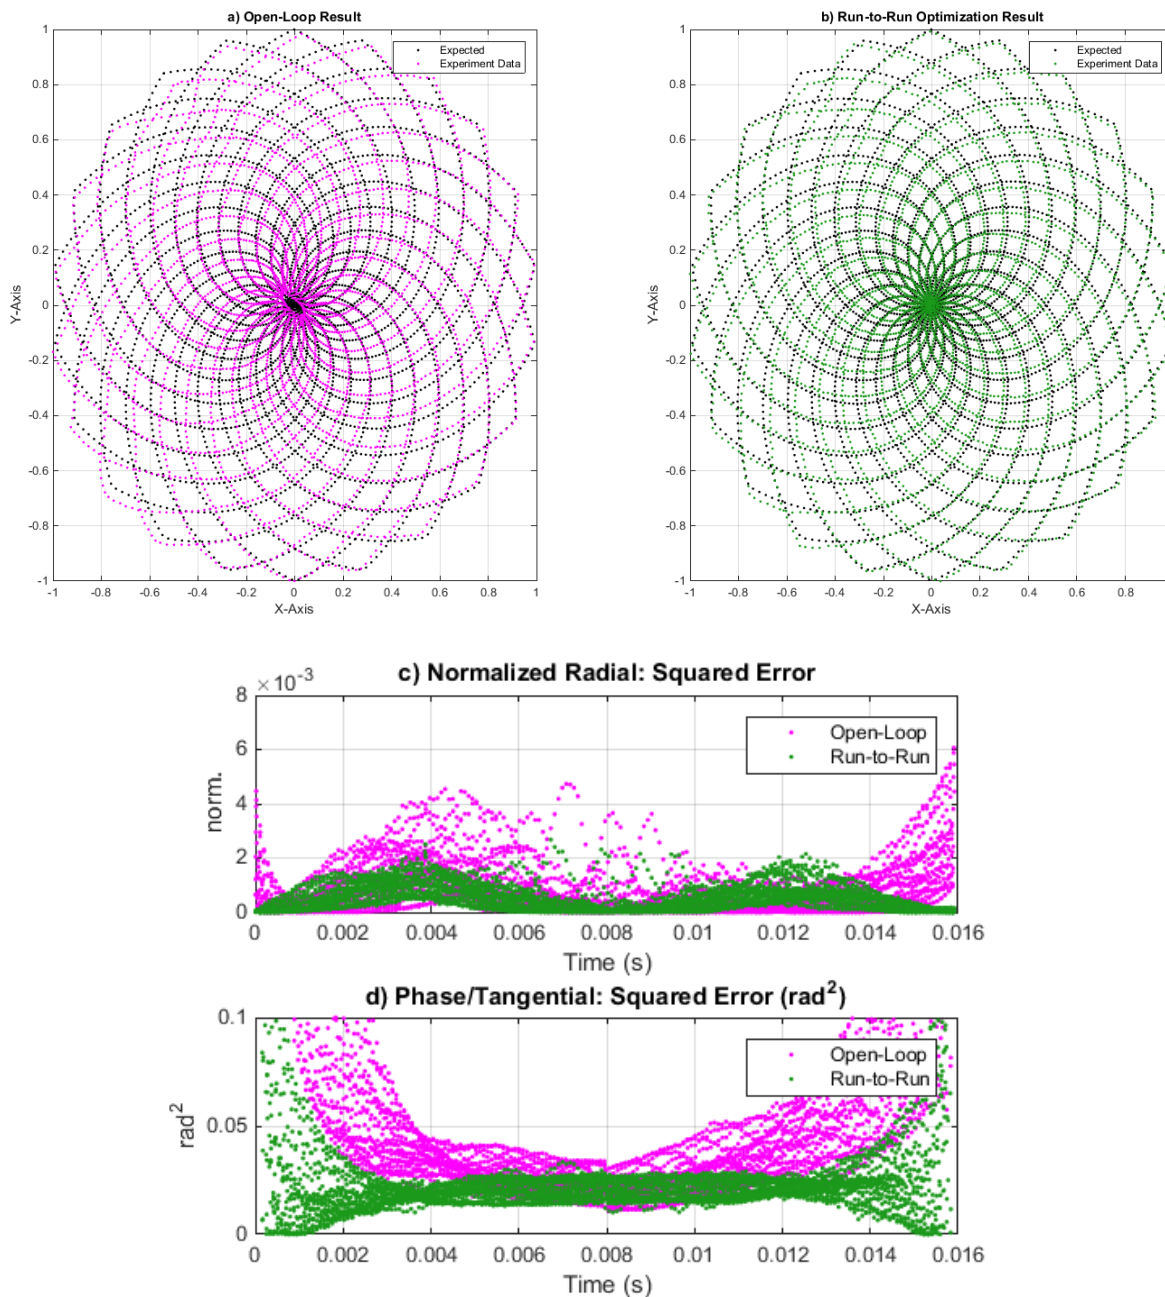 a) Open-Loop Result
Expected
Experiment Data
1
0.8
0.6
0.4
0.2
0
-0.2
-0.4
-0.6
-0.8
-1
Y-Axis
-1 -0.8 -0.6 -0.4 -0.2 0 0.2 0.4 0.6 0.8 1
X-Axis
b) Run-to-Run Optimization Result
Expected
Experiment Data
1
0.8
0.6
0.4
0.2
0
-0.2
-0.4
-0.6
-0.8
-1
Y-Axis
-1 -0.8 -0.6 -0.4 -0.2 0 0.2 0.4 0.6 0.8
X-Axis
c) Normalized Radial: Squared Error
×10⁻³
Open-Loop
Run-to-Run
8
6
4
2
0
norm.
0 0.002 0.004 0.006 0.008 0.01 0.012 0.014 0.016
Time (s)
d) Phase/Tangential: Squared Error (rad²)
Open-Loop
Run-to-Run
0.1
0.05
0
rad²
0 0.002 0.004 0.006 0.008 0.01 0.012 0.014 0.016
Time (s)